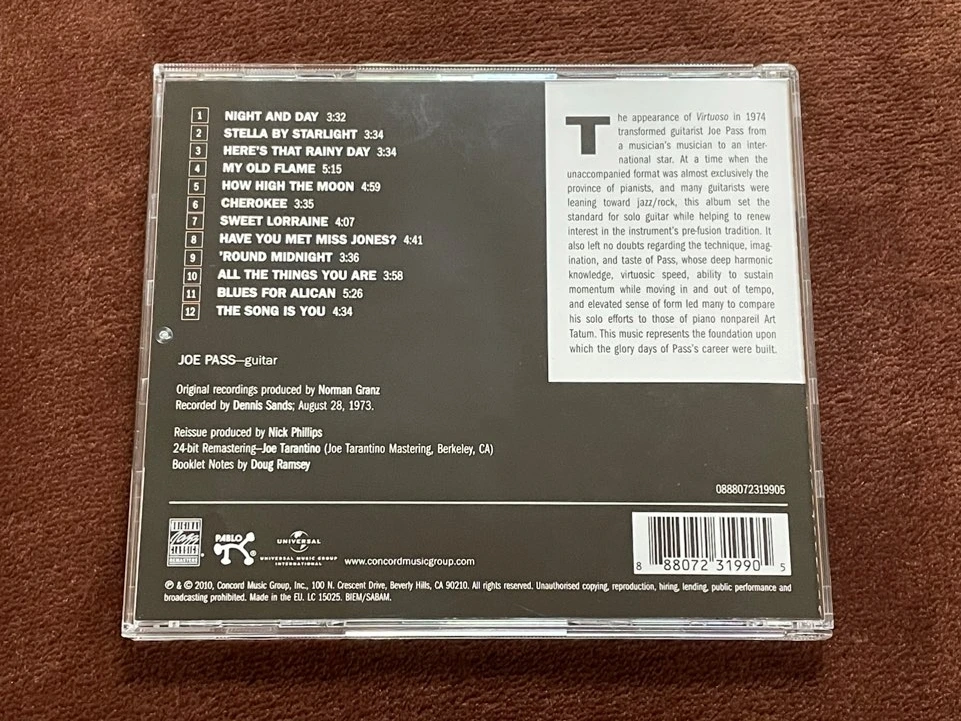 1 NIGHT AND DAY 3:32
2 STELLA BY STARLIGHT 3:34
3 HERE'S THAT RAINY DAY 3:34
4 MY OLD FLAME 5:15
5 HOW HIGH THE MOON 4:59
6 CHEROKEE 3:35
7 SWEET LORRAINE 4:07
8 HAVE YOU MET MISS JONES? 4:41
9 'ROUND MIDNIGHT 3:36
10 ALL THE THINGS YOU ARE 3:58
11 BLUES FOR ALICAN 5:26
12 THE SONG IS YOU 4:34
JOE PASS—guitar
Original recordings produced by Norman Granz
Recorded by Dennis Sands; August 28, 1973.
Reissue produced by Nick Phillips
24-bit Remastering—Joe Tarantino (Joe Tarantino Mastering, Berkeley, CA)
Booklet Notes by Doug Ramsey
The appearance of Virtuoso in 1974
transformed guitarist Joe Pass from
a musician's musician to an inter-
national star. At a time when the
unaccompanied format was almost exclusively the
province of pianists, and many guitarists were
leaning toward jazz/rock, this album set the
standard for solo guitar while helping to renew
interest in the instrument's pre-fusion tradition. It
also left no doubts regarding the technique, imag-
ination, and taste of Pass, whose deep harmonic
knowledge, virtuosic speed, ability to sustain
momentum while moving in and out of tempo,
and elevated sense of form led many to compare
his solo efforts to those of piano nonpareil Art
Tatum. This music represents the foundation upon
which the glory days of Pass's career were built.
0888072319905
ORIGINAL
Jazz
CLASSICS
REMASTERS
PABLO
UNIVERSAL
UNIVERSAL MUSIC GROUP
INTERNATIONAL
www.concordmusicgroup.com
8 88072 31990 5
℗ & © 2010, Concord Music Group, Inc., 100 N. Crescent Drive, Beverly Hills, CA 90210. All rights reserved. Unauthorised copying, reproduction, hiring, lending, public performance and
broadcasting prohibited. Made in the EU. LC 15025. BIEM/SABAM.